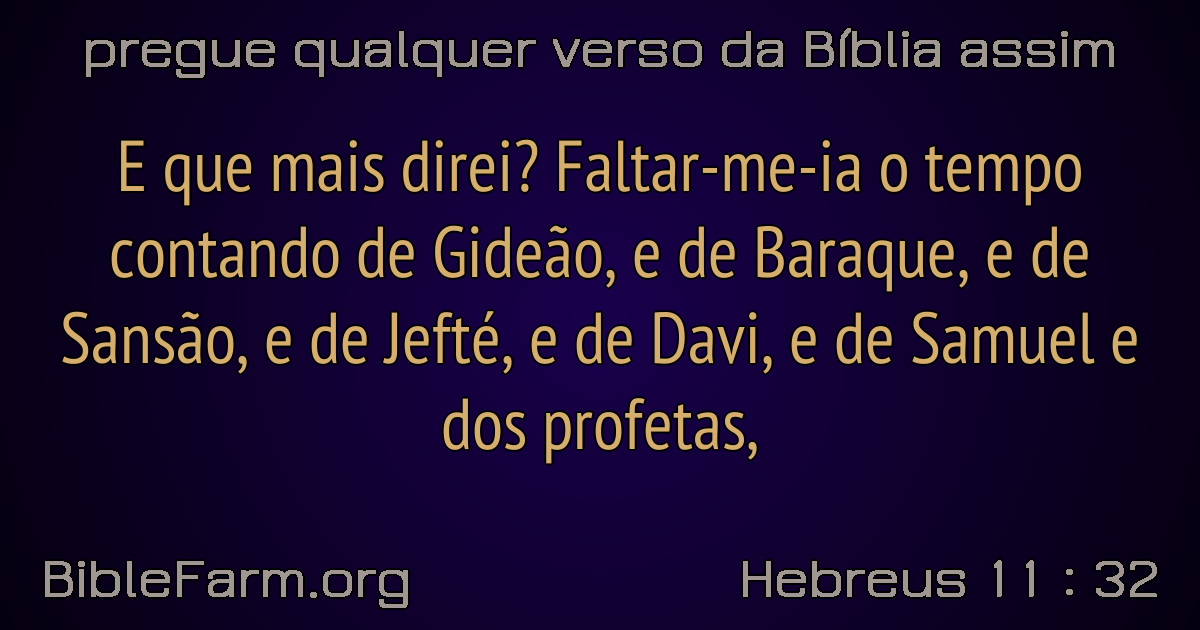 pregue qualquer verso da Bíblia assim
E que mais direi? Faltar-me-ia o tempo
contando de Gideão, e de Baraque, e de
Sansão, e de Jefté, e de Davi, e de Samuel e
dos profetas,
BibleFarm.org
Hebreus 11 : 32